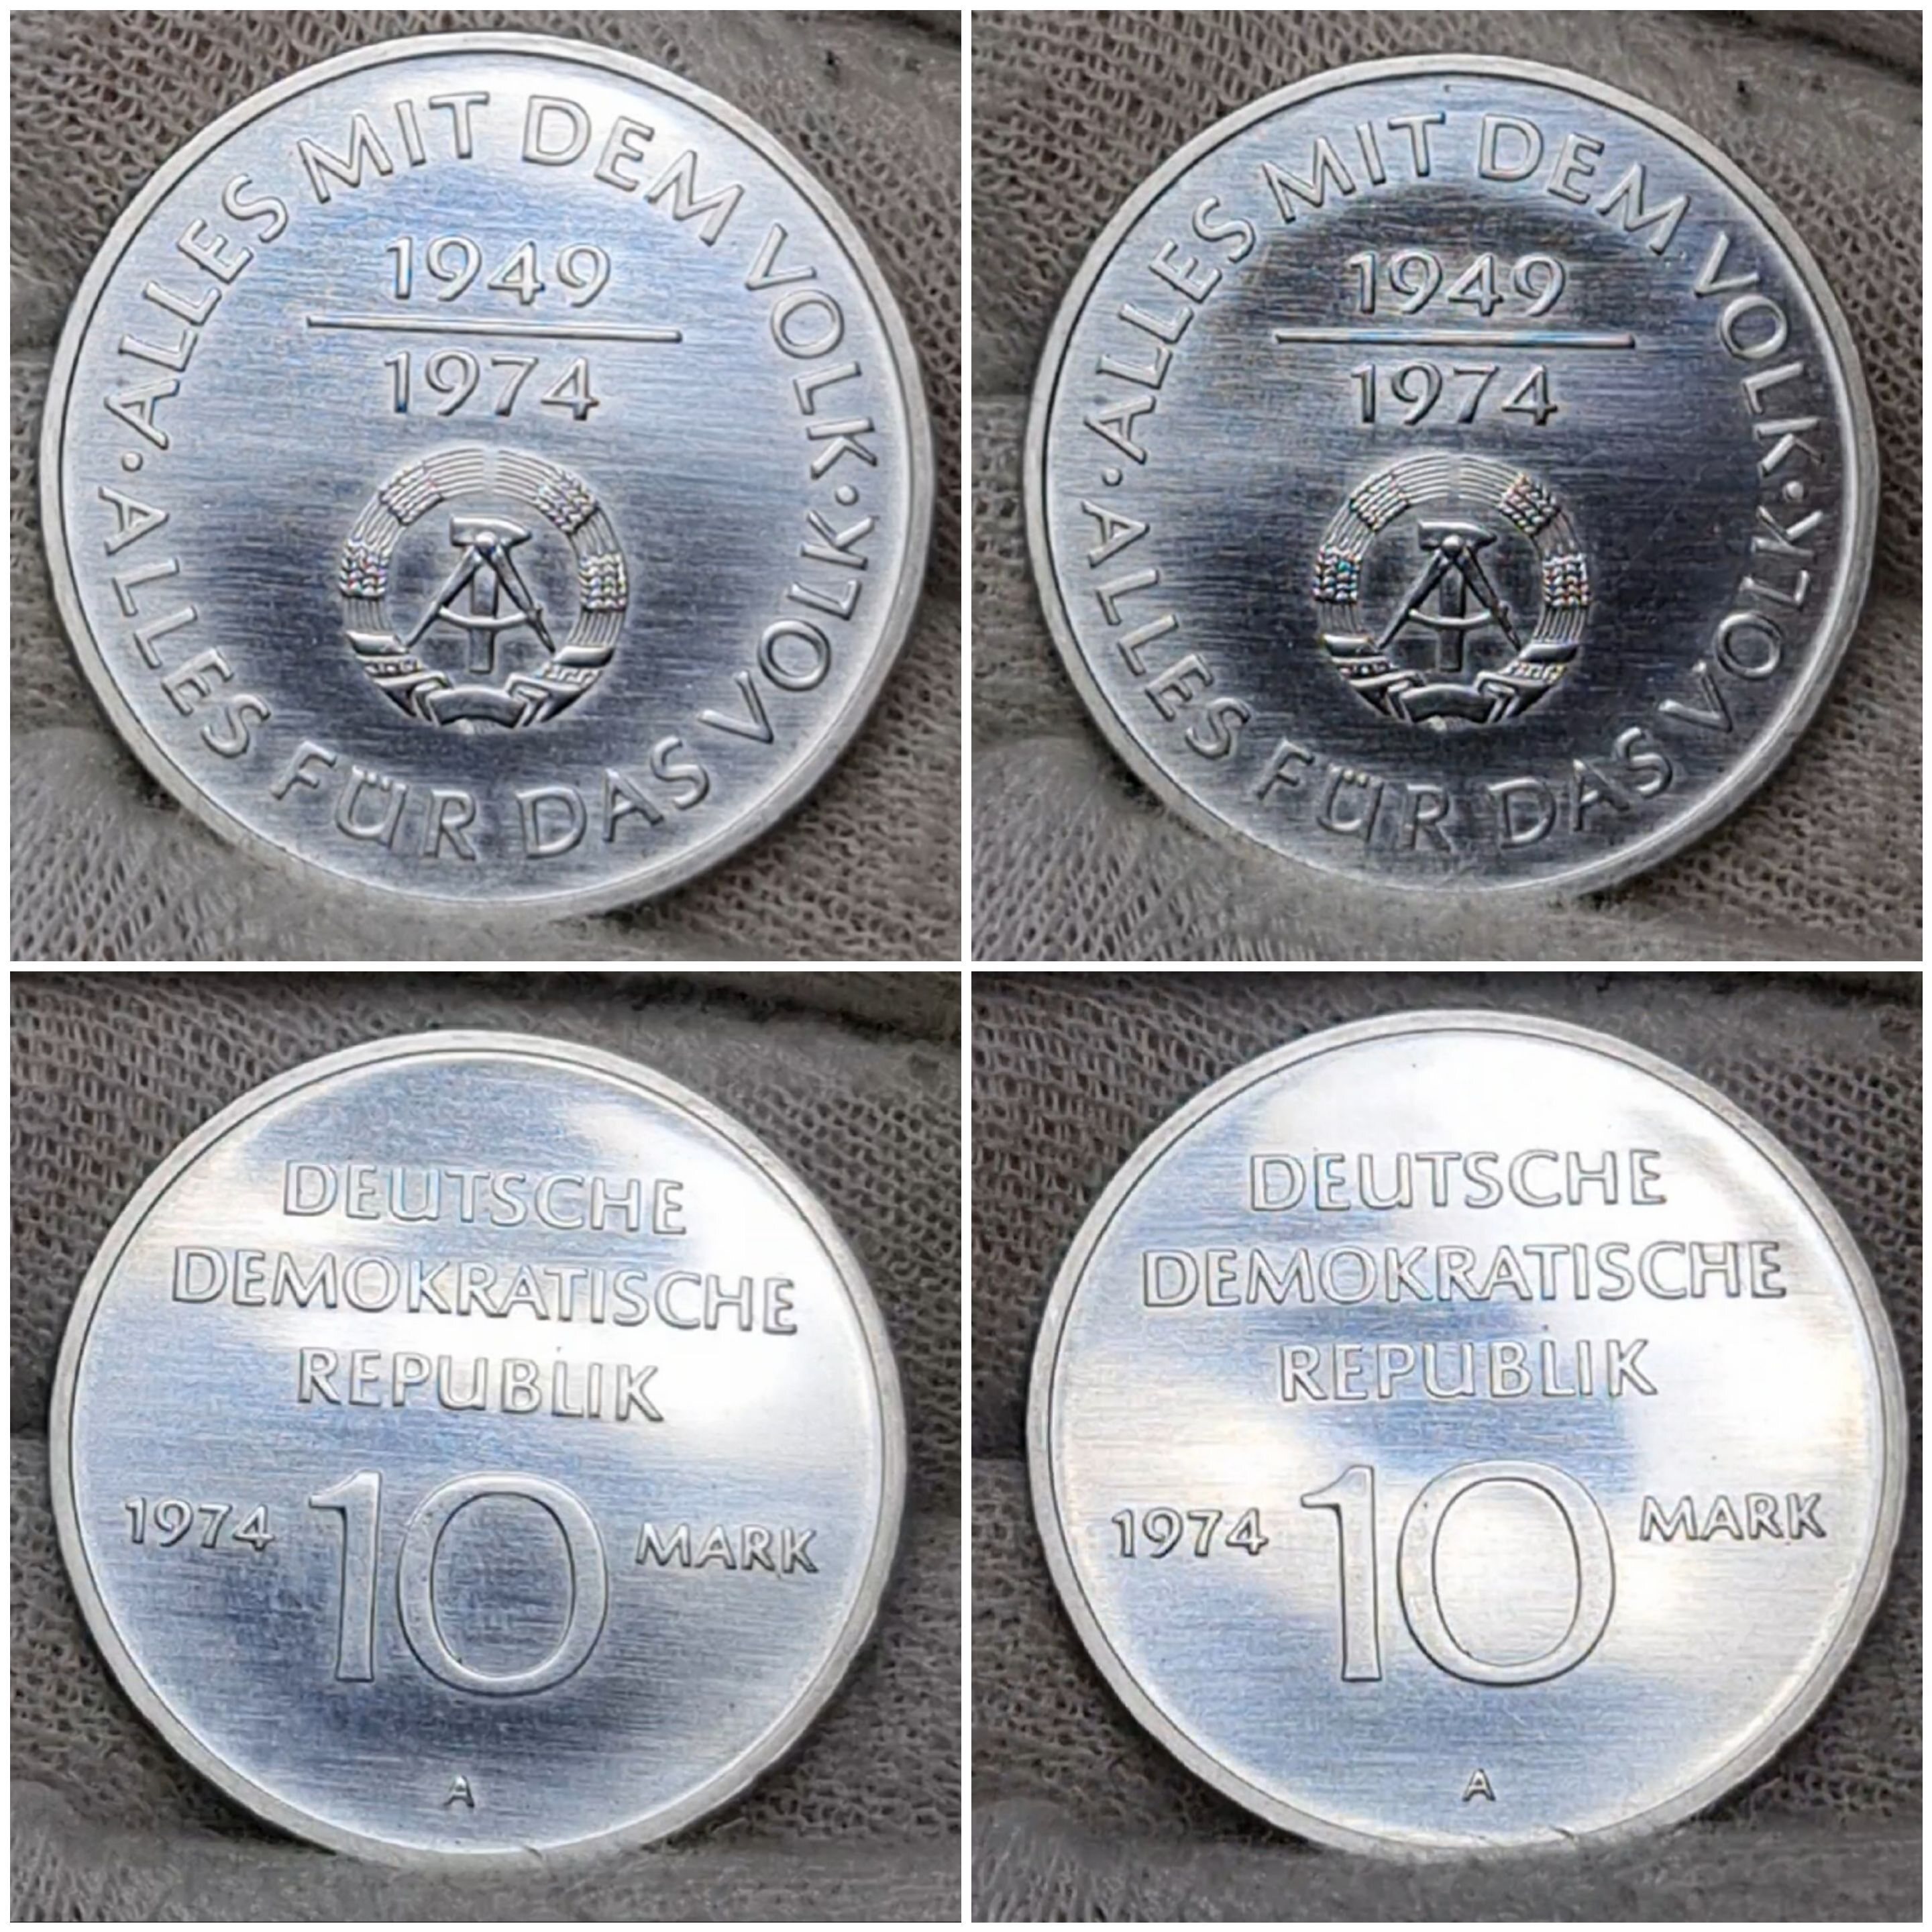 ALLES MIT DEM VOLK · ALLES FÜR DAS VOLK ·
1949
1974
ALLES MIT DEM VOLK · ALLES FÜR DAS VOLK ·
1949
1974
DEUTSCHE
DEMOKRATISCHE
REPUBLIK
1974 10 MARK
A
DEUTSCHE
DEMOKRATISCHE
REPUBLIK
1974 10 MARK
A